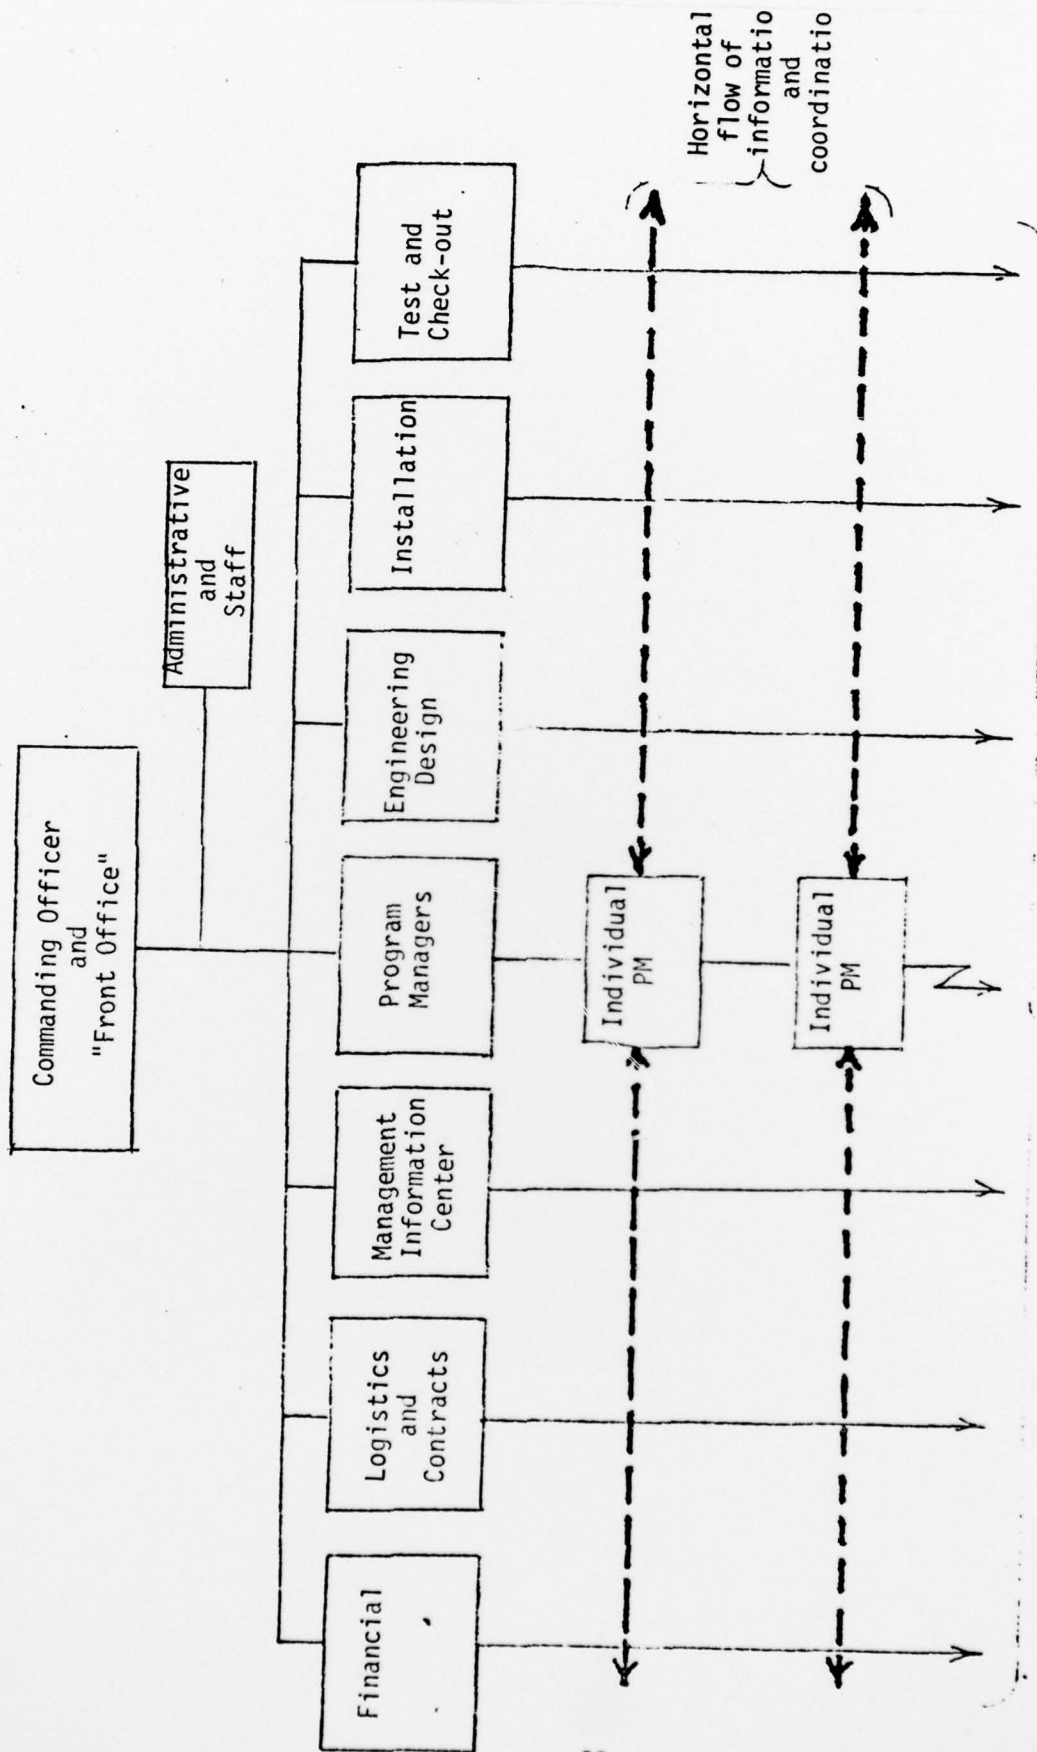 Commanding Officer
and
"Front Office"
Administrative
and
Staff
Financial
Logistics
and
Contracts
Management
Information
Center
Program
Managers
Engineering
Design
Installation
Test and
Check-out
Individual
PM
Individual
PM
Horizontal
flow of
informatio
and
coordinatio